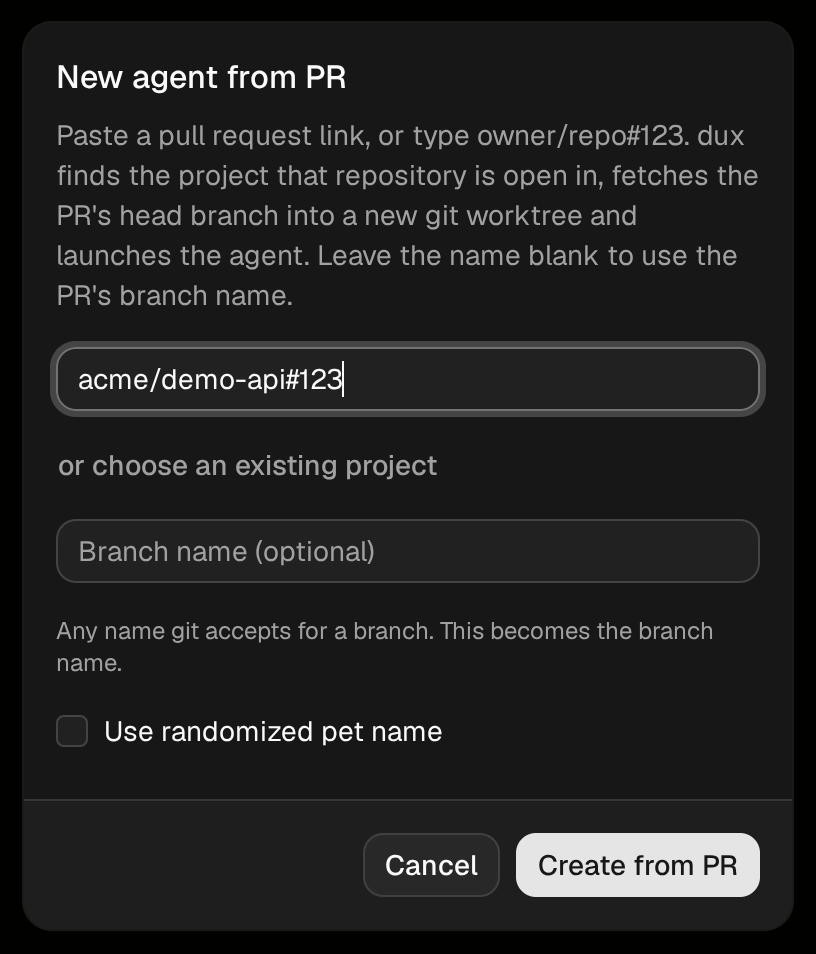 New agent from PR
Paste a pull request link, or type owner/repo#123. dux
finds the project that repository is open in, fetches the
PR's head branch into a new git worktree and
launches the agent. Leave the name blank to use the
PR's branch name.
acme/demo-api#123
or choose an existing project
Branch name (optional)
Any name git accepts for a branch. This becomes the branch
name.
Use randomized pet name
Cancel
Create from PR